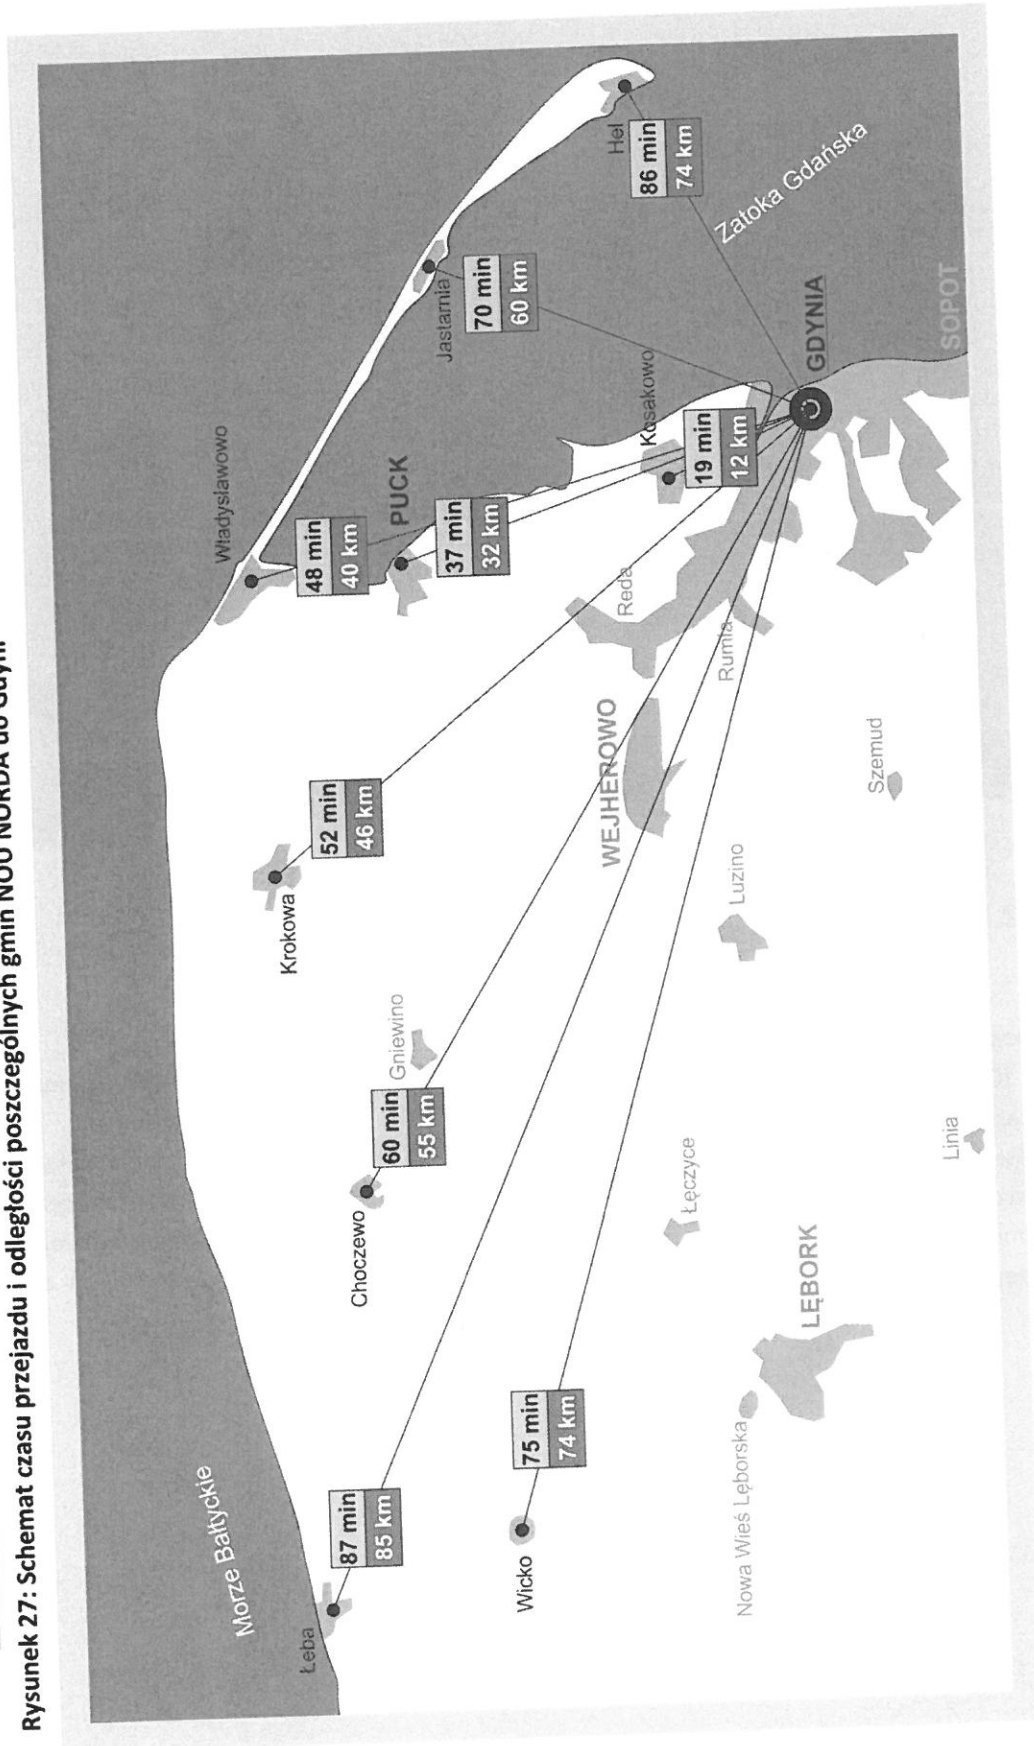 Rysunek 27: Schemat czasu przejazdu i odległości poszczególnych gmin NOU NORDA do Gdyni
Morze Bałtyckie
Łeba
87 min
85 km
Wicko
75 min
74 km
Nowa Wieś Lęborska
LĘBORK
Choczewo
60 min
55 km
Gniewino
Łęczyce
Linia
Krokowa
52 min
46 km
Luzino
WEJHEROWO
Szemud
Władysławowo
48 min
40 km
PUCK
37 min
32 km
Reda
Rumia
Kosakowo
19 min
12 km
Jastarnia
70 min
60 km
Hel
86 min
74 km
Zatoka Gdańska
GDYNIA
SOPOT